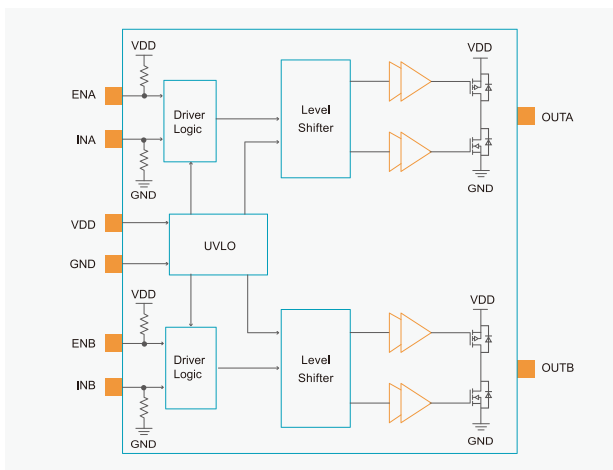 VDD
VDD
ENA
Driver
Logic
Level
Shifter
OUTA
INA
GND
GND
VDD
UVLO
GND
VDD
VDD
ENB
Driver
Logic
Level
Shifter
OUTB
INB
GND
GND